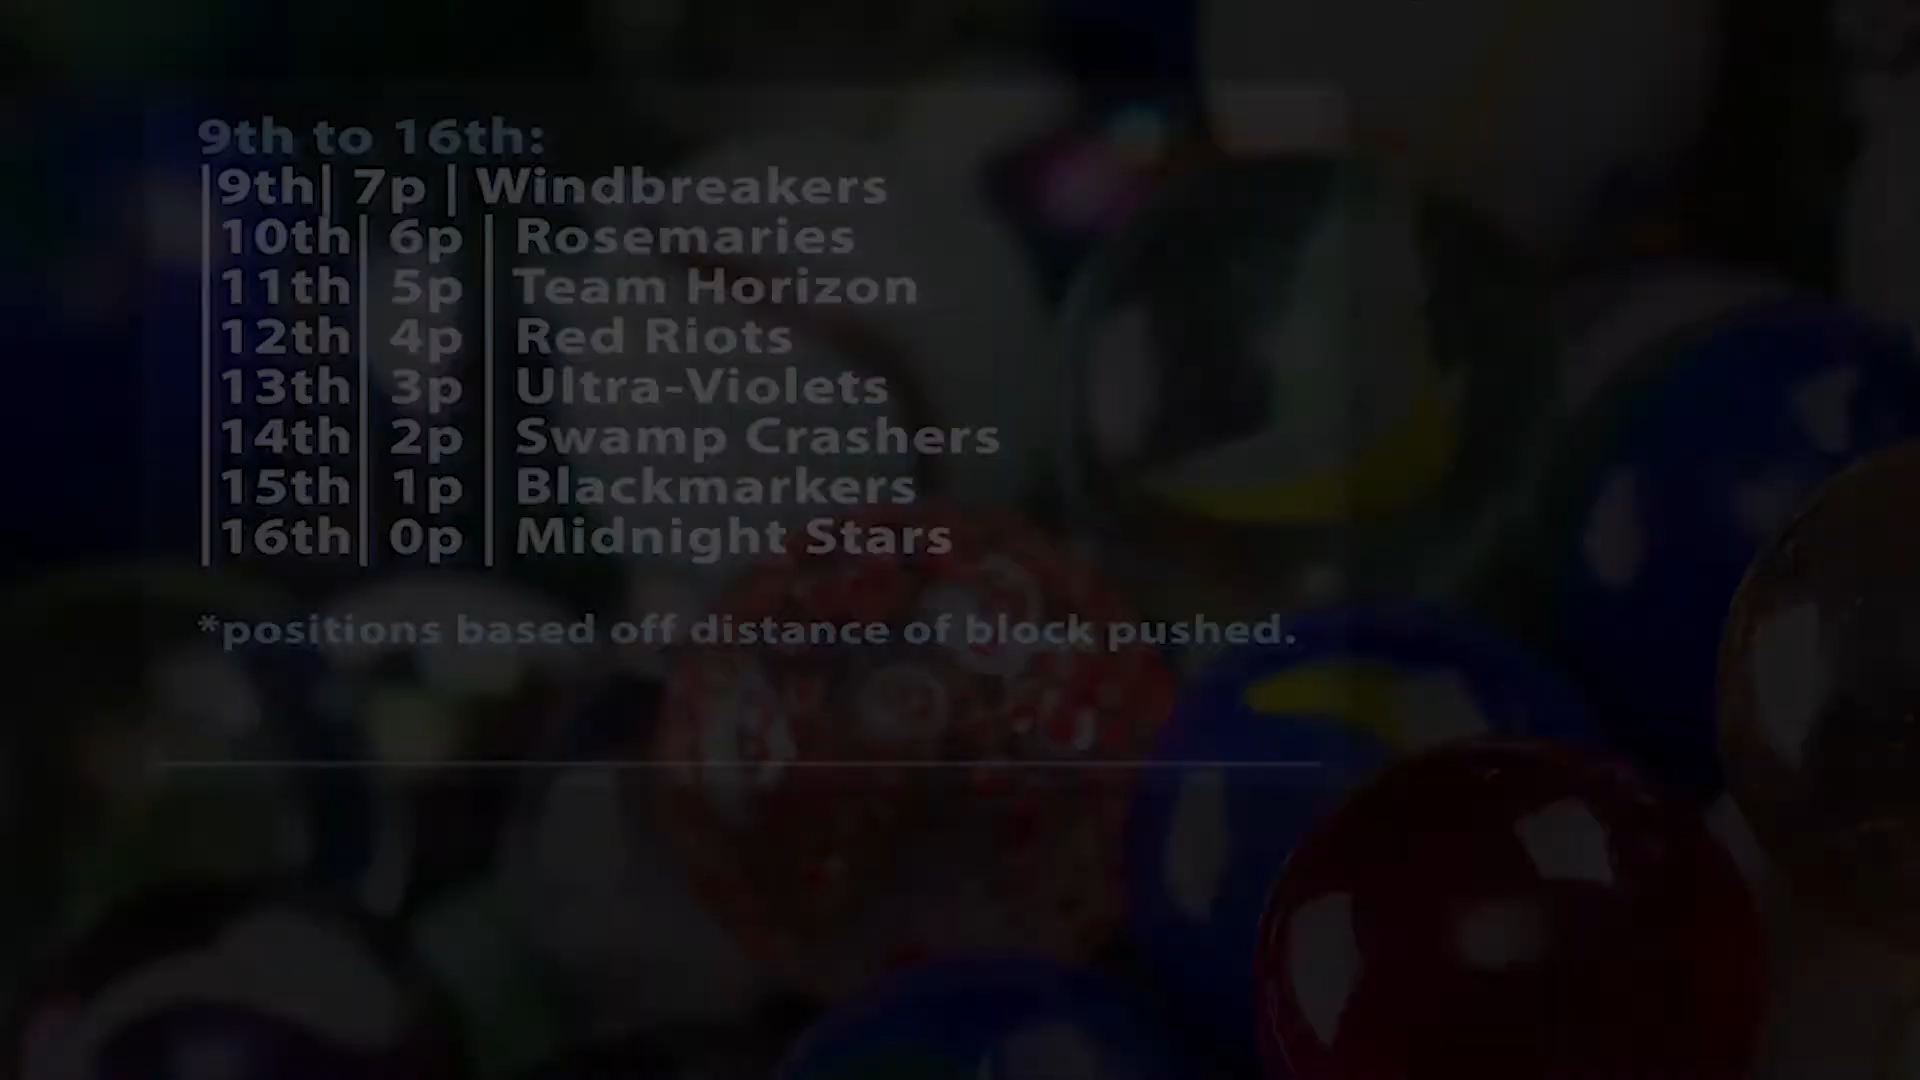 9th to 16th:
|9th| 7p | Windbreakers
|10th| 6p | Rosemaries
|11th| 5p | Team Horizon
|12th| 4p | Red Riots
|13th| 3p | Ultra-Violets
|14th| 2p | Swamp Crashers
|15th| 1p | Blackmarkers
|16th| 0p | Midnight Stars
*positions based off distance of block pushed.